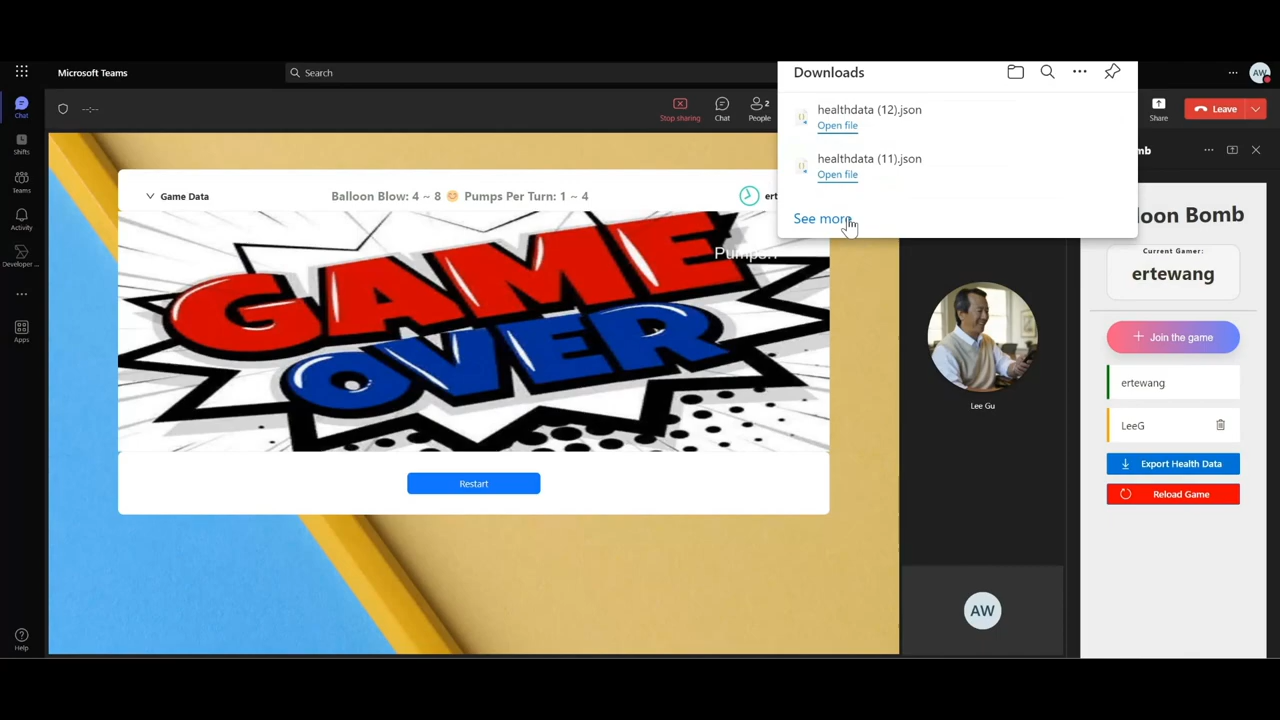 Microsoft Teams
Search
AW
Downloads
healthdata (12).json
Open file
healthdata (11).json
Open file
See more
--:--
Stop sharing
Chat
2
People
Share
Leave
Chat
Shifts
Teams
Activity
Developer ...
Apps
Help
Game Data
Balloon Blow: 4 ~ 8 😊 Pumps Per Turn: 1 ~ 4
GAME
OVER
Restart
Lee Gu
AW
Current Gamer:
ertewang
Join the game
ertewang
LeeG
Export Health Data
Reload Game